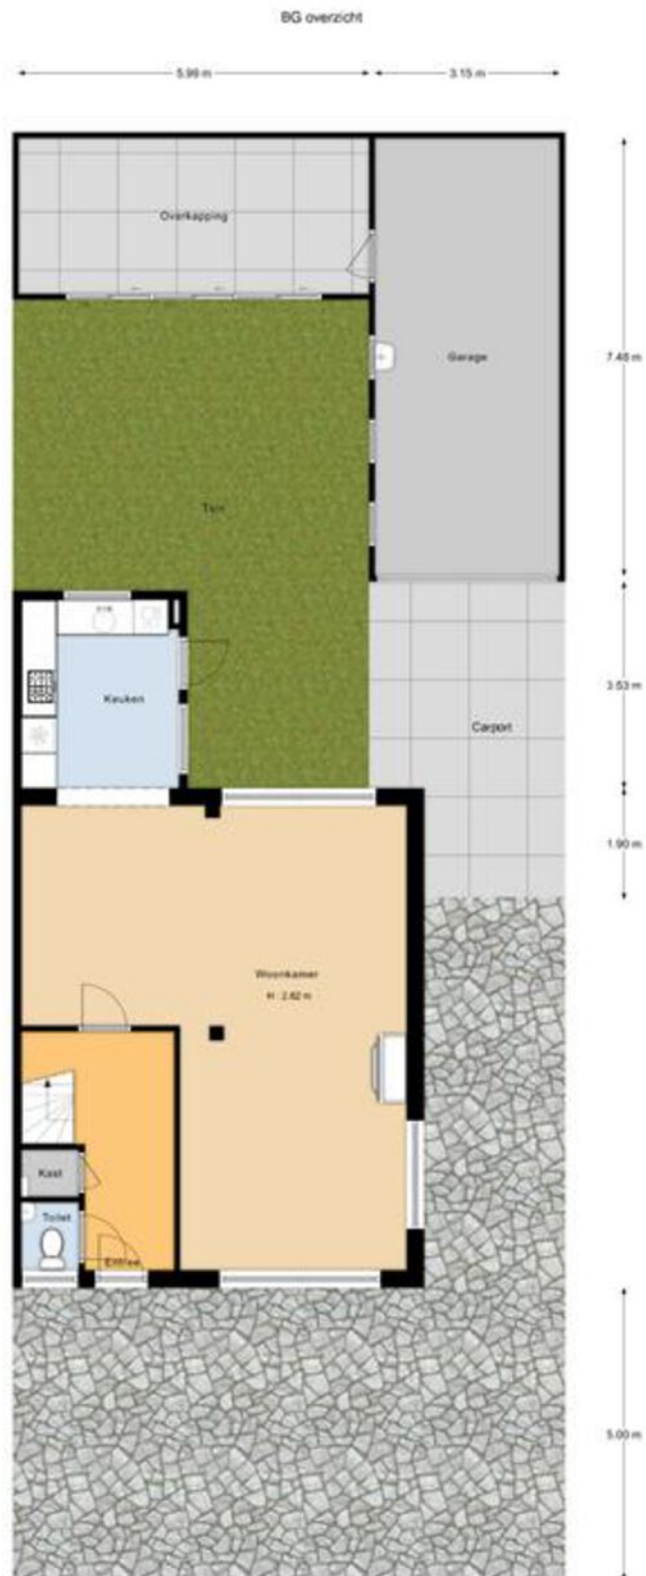 BG overzicht
5.99 m
3.15 m
Overkapping
Garage
7.48 m
Tuin
Keuken
3.53 m
Carport
1.90 m
Woonkamer
H : 2.62 m
Kast
Toilet
Entree
5.00 m